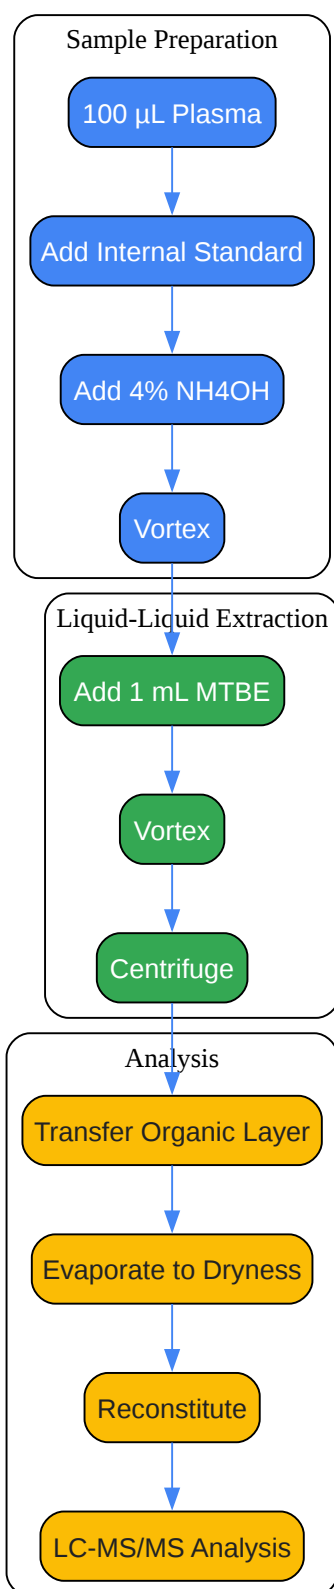 Sample Preparation
100 µL Plasma
Add Internal Standard
Add 4% NH4OH
Vortex
Liquid-Liquid Extraction
Add 1 mL MTBE
Vortex
Centrifuge
Analysis
Transfer Organic Layer
Evaporate to Dryness
Reconstitute
LC-MS/MS Analysis